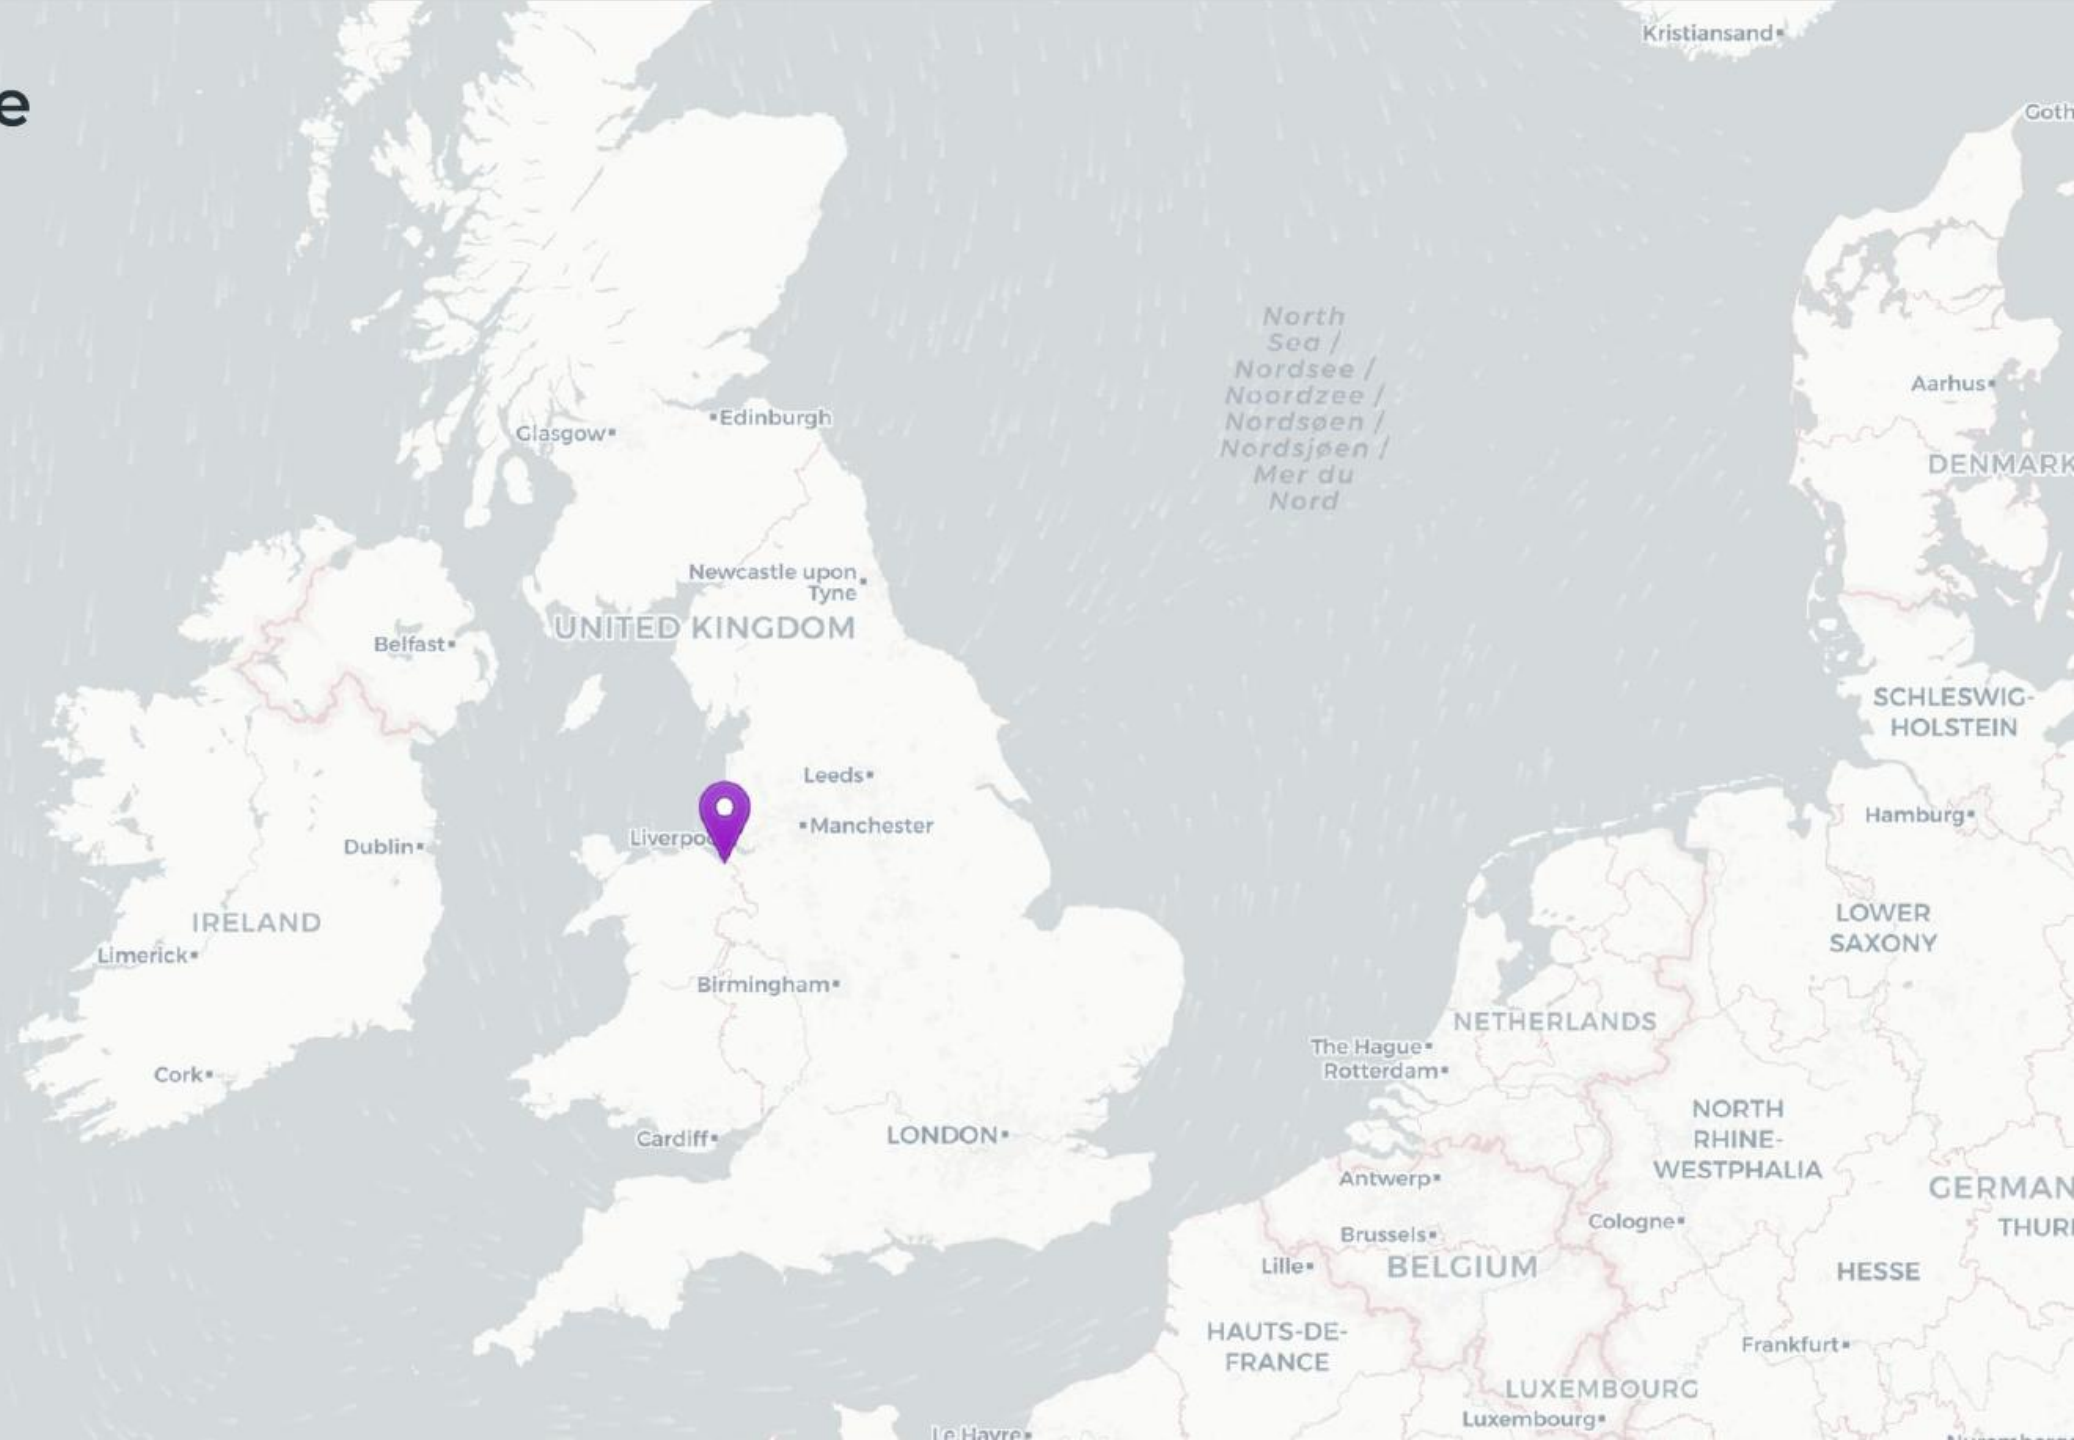 Kristiansand
e
Goth
North
Sea /
Nordsee /
Noordzee /
Nordsøen /
Nordsjøen /
Mer du
Nord
Aarhus
Edinburgh
Glasgow
DENMARK
Newcastle upon
Tyne
UNITED KINGDOM
Belfast
SCHLESWIG-
HOLSTEIN
Leeds
Hamburg
Manchester
Liverpoo
Dublin
IRELAND
LOWER
SAXONY
Limerick
Birmingham
NETHERLANDS
The Hague
Rotterdam
Cork
NORTH
RHINE-
WESTPHALIA
Cardiff
LONDON
Antwerp
GERMAN
Cologne
THURI
Brussels
Lille
BELGIUM
HESSE
HAUTS-DE-
FRANCE
Frankfurt
LUXEMBOURG
Luxembourg
Le Havre